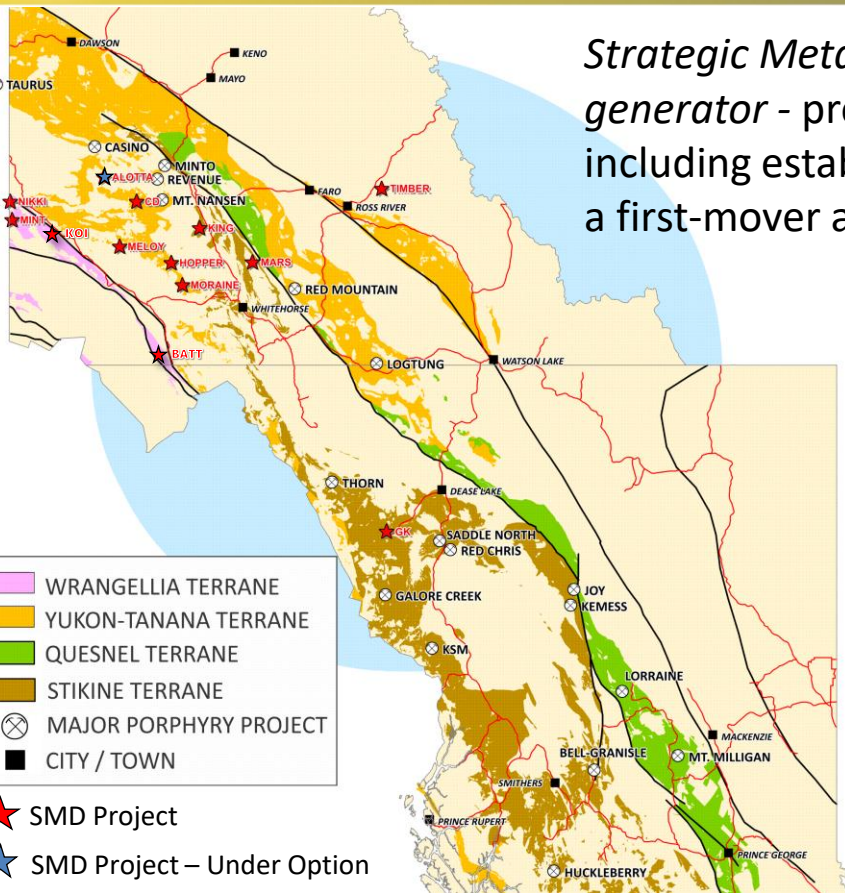 Strategic Meta
generator - pro
including estab
a first-mover a
DAWSON
KENO
MAYO
TAURUS
CASINO
MINTO
ALOTTA
REVENUE
NIKKI
CD
MT. NANSEN
FARO
TIMBER
MINT
ROSS RIVER
KOI
KING
MELOY
HOPPER
MARS
MORAINE
RED MOUNTAIN
WHITEHORSE
BATT
LOGTUNG
WATSON LAKE
THORN
DEASE LAKE
GK
SADDLE NORTH
RED CHRIS
GALORE CREEK
JOY
KEMESS
KSM
LORRAINE
MACKENZIE
BELL-GRANISLE
MT. MILLIGAN
SMITHERS
PRINCE RUPERT
PRINCE GEORGE
HUCKLEBERRY
WRANGELLIA TERRANE
YUKON-TANANA TERRANE
QUESNEL TERRANE
STIKINE TERRANE
MAJOR PORPHYRY PROJECT
CITY / TOWN
SMD Project
SMD Project – Under Option